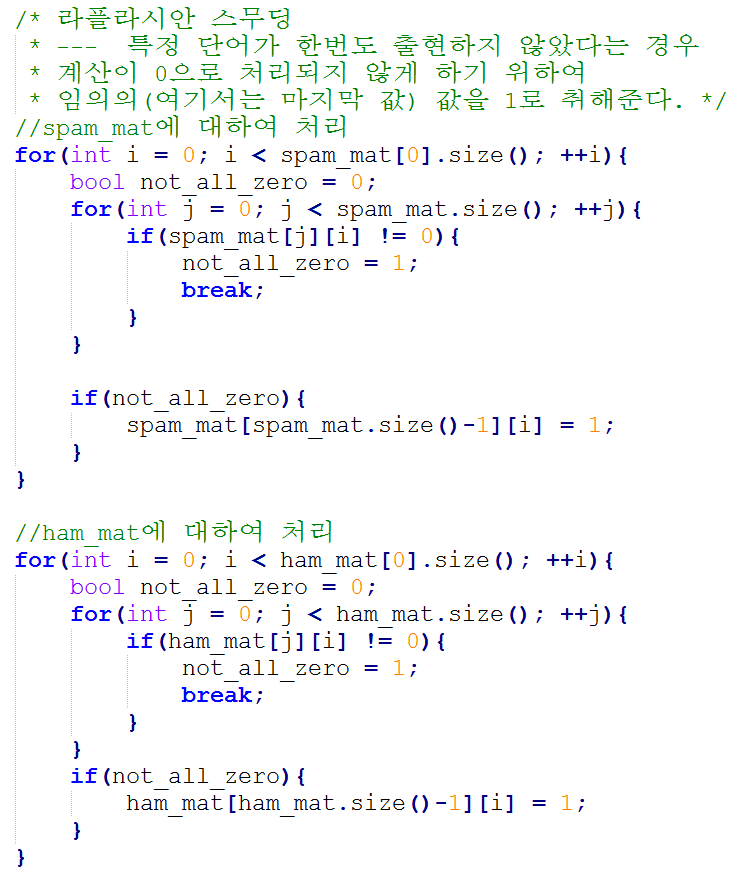 /* 라플라시안 스무딩
 * ---  특정 단어가 한번도 출현하지 않았다는 경우
 * 계산이 0으로 처리되지 않게 하기 위하여
 * 임의의(여기서는 마지막 값) 값을 1로 취해준다. */
//spam_mat에 대하여 처리
for(int i = 0; i < spam_mat[0].size(); ++i){
    bool not_all_zero = 0;
    for(int j = 0; j < spam_mat.size(); ++j){
        if(spam_mat[j][i] != 0){
            not_all_zero = 1;
            break;
        }
    }

    if(not_all_zero){
        spam_mat[spam_mat.size()-1][i] = 1;
    }
}

//ham_mat에 대하여 처리
for(int i = 0; i < ham_mat[0].size(); ++i){
    bool not_all_zero = 0;
    for(int j = 0; j < ham_mat.size(); ++j){
        if(ham_mat[j][i] != 0){
            not_all_zero = 1;
            break;
        }
    }
    if(not_all_zero){
        ham_mat[ham_mat.size()-1][i] = 1;
    }
}